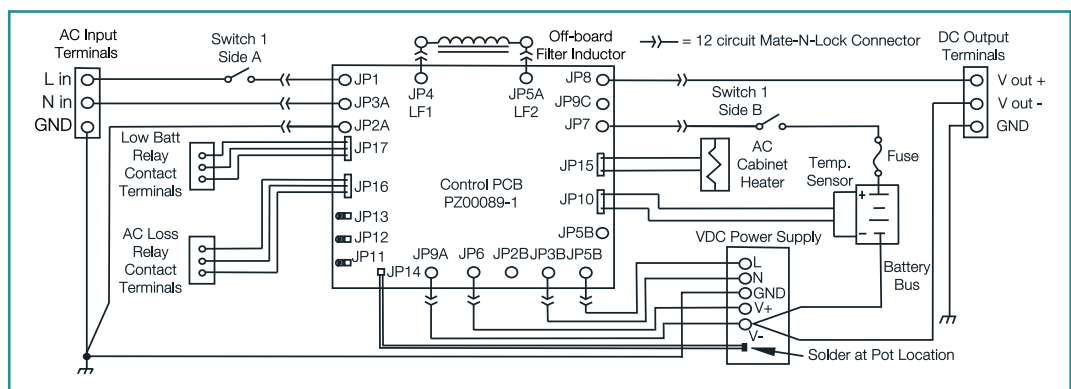 AC Input
Terminals
L in
N in
GND
Switch 1
Side A
Off-board
Filter Inductor
= 12 circuit Mate-N-Lock Connector
DC Output
Terminals
V out +
V out -
GND
JP1
JP3A
JP2A
JP17
JP16
JP13
JP12
JP11
JP14
JP4
LF1
JP5A
LF2
JP8
JP9C
JP7
JP15
JP10
JP5B
Control PCB
PZ00089-1
JP9A
JP6
JP2B
JP3B
JP5B
Low Batt
Relay
Contact
Terminals
AC Loss
Relay
Contact
Terminals
Switch 1
Side B
AC
Cabinet
Heater
Temp.
Sensor
Fuse
+
-
Battery
Bus
VDC Power Supply
L
N
GND
V+
V-
Solder at Pot Location